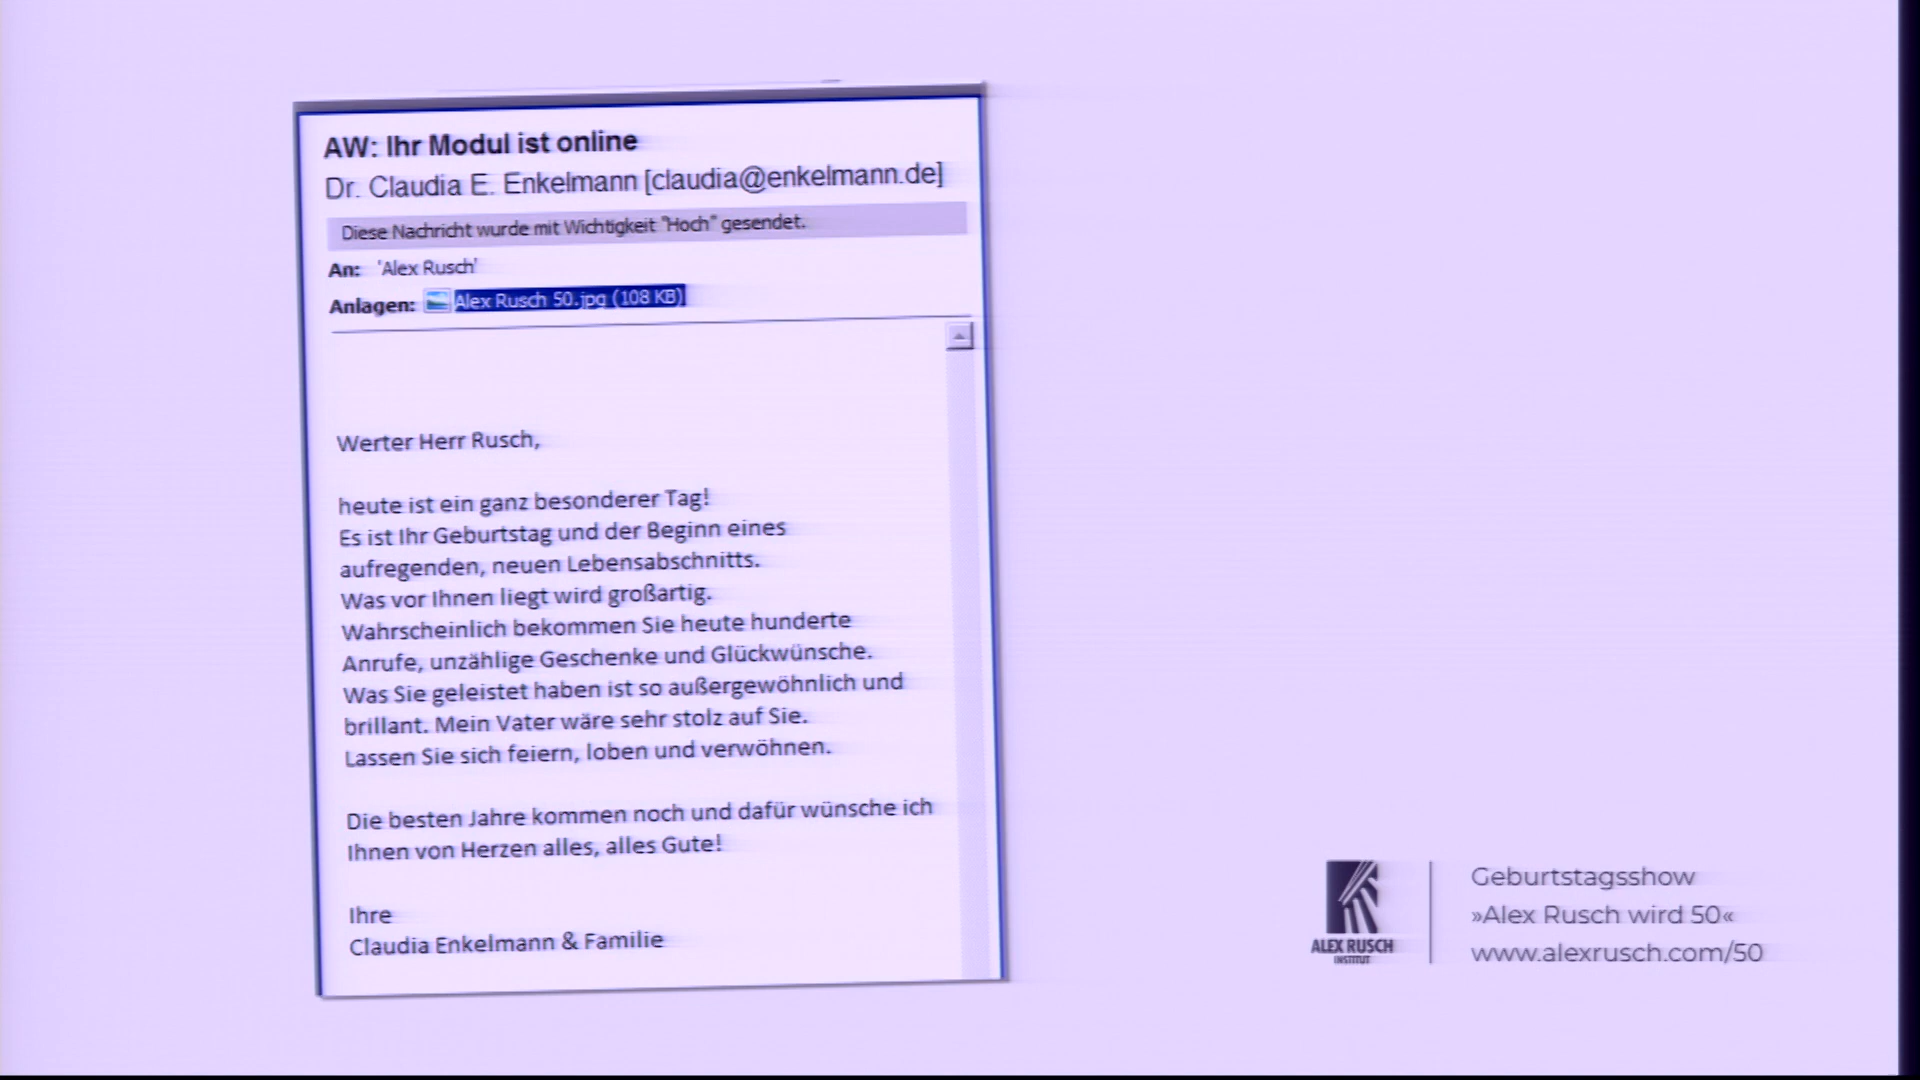 AW: Ihr Modul ist online
Dr. Claudia E. Enkelmann [claudia@enkelmann.de]
Diese Nachricht wurde mit Wichtigkeit "Hoch" gesendet.
An: 'Alex Rusch'
Anlagen: Alex Rusch 50.jpg (108 KB)
Werter Herr Rusch,
heute ist ein ganz besonderer Tag!
Es ist Ihr Geburtstag und der Beginn eines
aufregenden, neuen Lebensabschnitts.
Was vor Ihnen liegt wird großartig.
Wahrscheinlich bekommen Sie heute hunderte
Anrufe, unzählige Geschenke und Glückwünsche.
Was Sie geleistet haben ist so außergewöhnlich und
brillant. Mein Vater wäre sehr stolz auf Sie.
Lassen Sie sich feiern, loben und verwöhnen.
Die besten Jahre kommen noch und dafür wünsche ich
Ihnen von Herzen alles, alles Gute!
Ihre
Claudia Enkelmann & Familie
ALEX RUSCH
INSTITUT
Geburtstagsshow
»Alex Rusch wird 50«
www.alexrusch.com/50